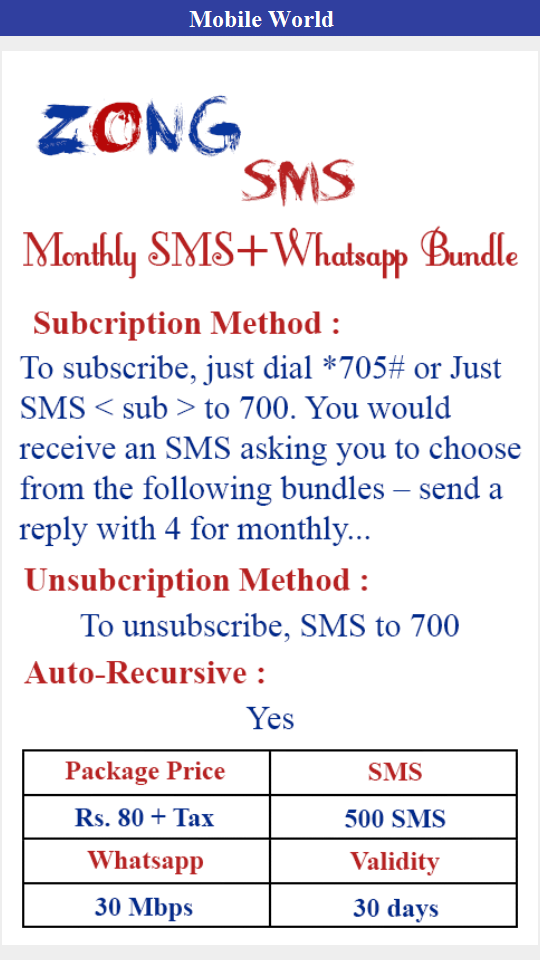 Mobile World
ZONG
SMS
Monthly SMS+Whatsapp Bundle
Subcription Method :
To subscribe, just dial *705# or Just
SMS < sub > to 700. You would
receive an SMS asking you to choose
from the following bundles – send a
reply with 4 for monthly...
Unsubcription Method :
To unsubscribe, SMS to 700
Auto-Recursive :
Yes
Package Price SMS
Rs. 80 + Tax 500 SMS
Whatsapp Validity
30 Mbps 30 days